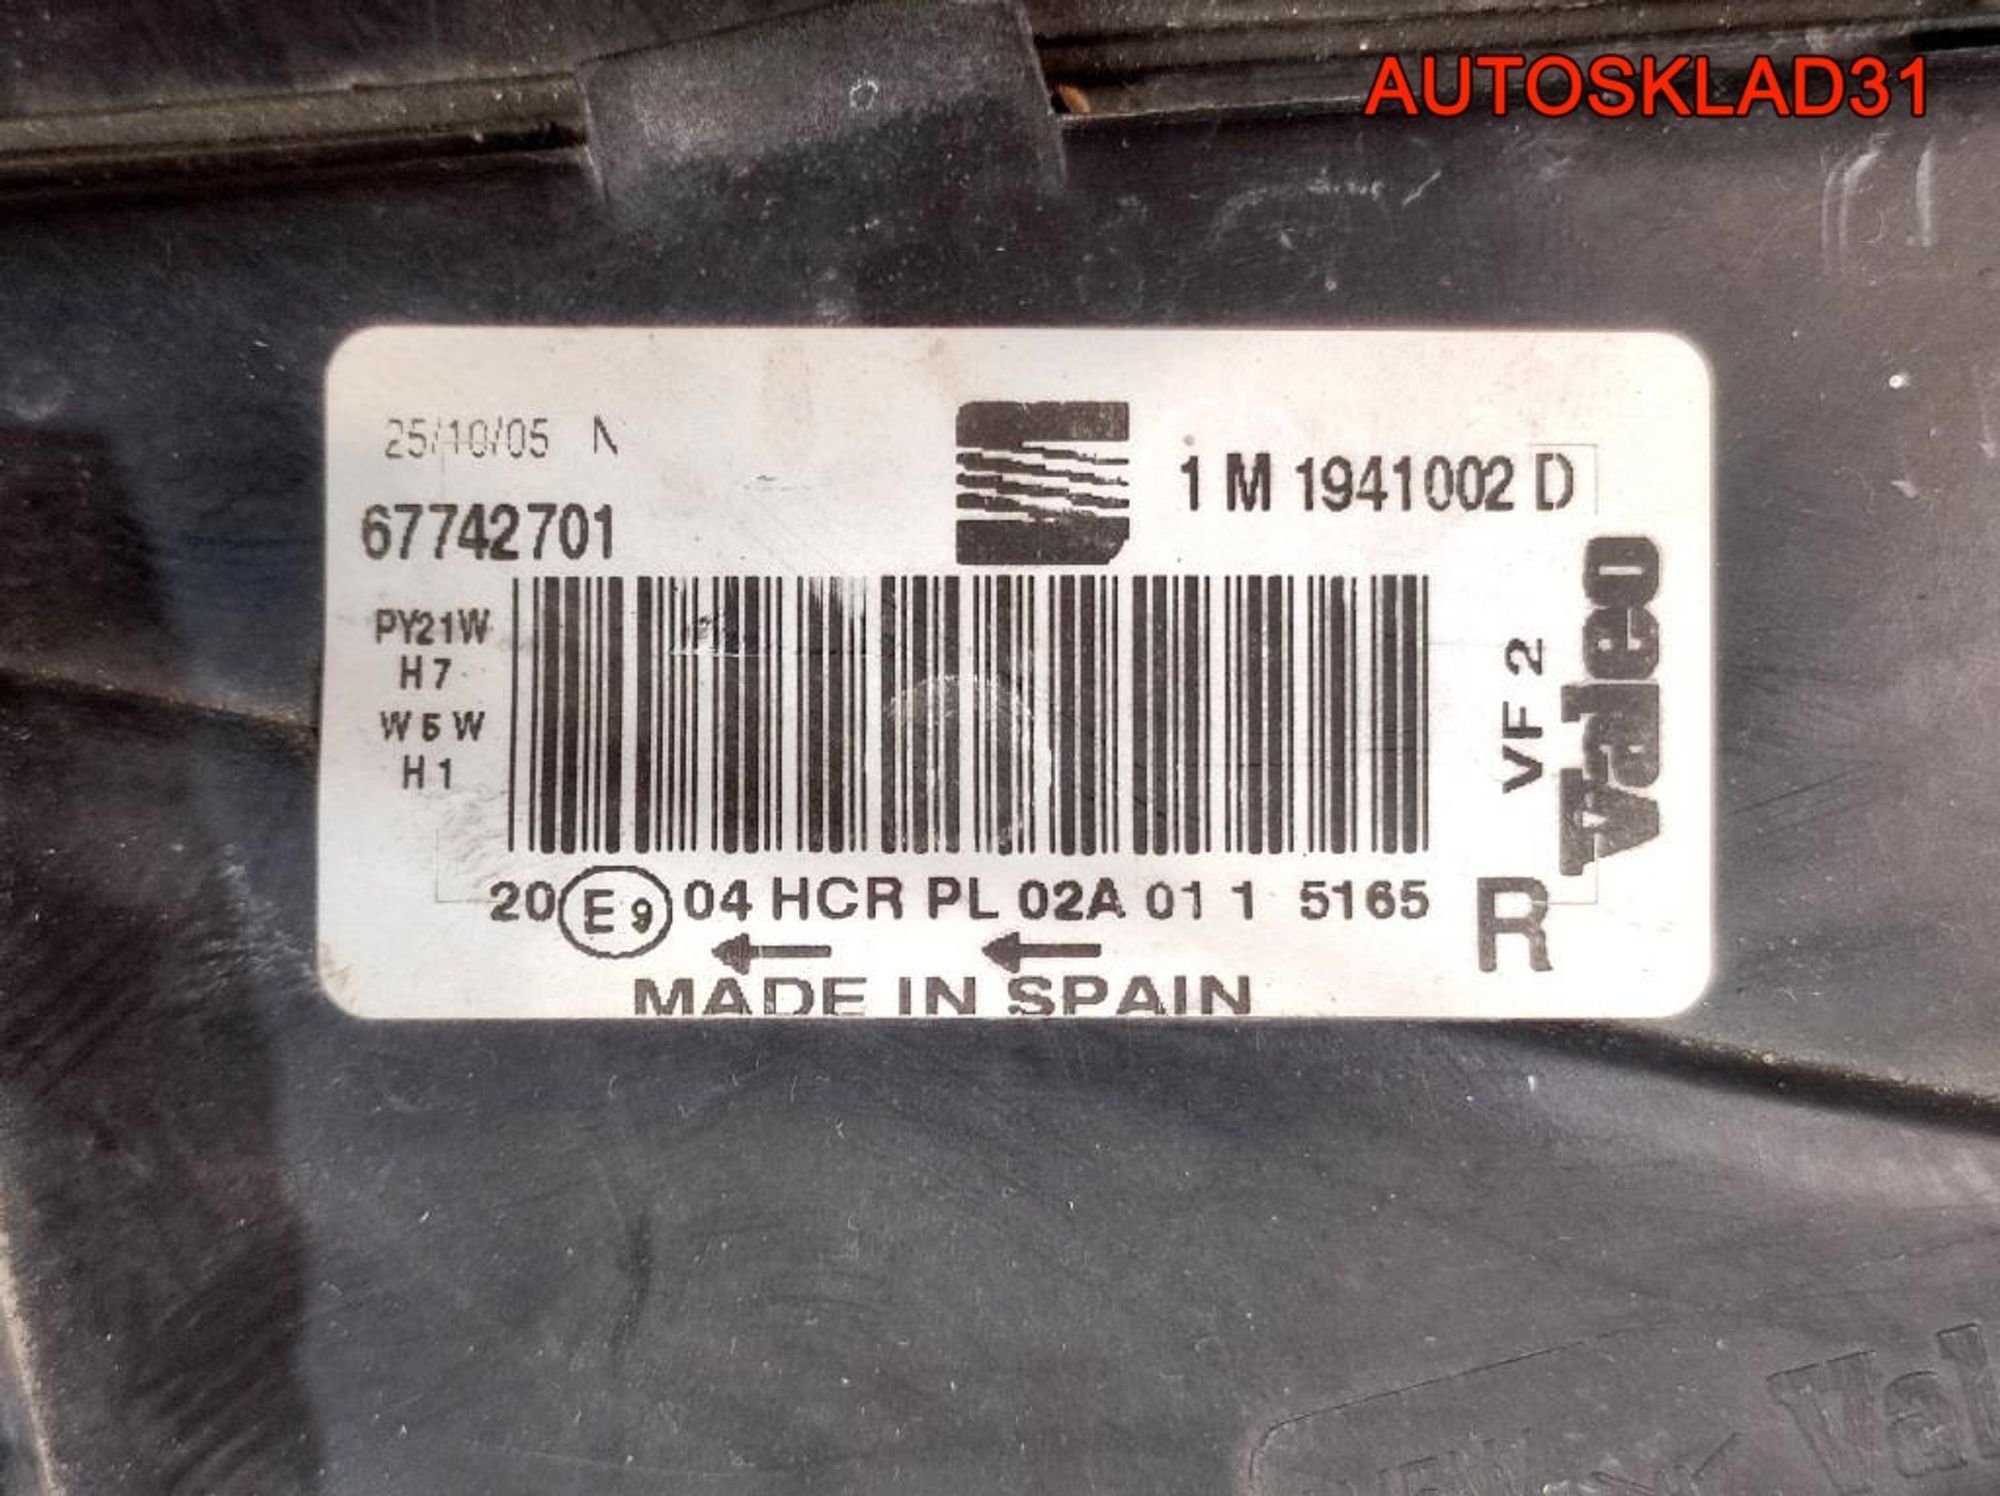 AUTOSKLAD31
25/10/05 N
1 M 1941002 D
67742701
PY21W
H7
W5W
H1
VF 2
Valeo
20 E9 04 HCR PL 02A 01 1 5165
R
MADE IN SPAIN
Val